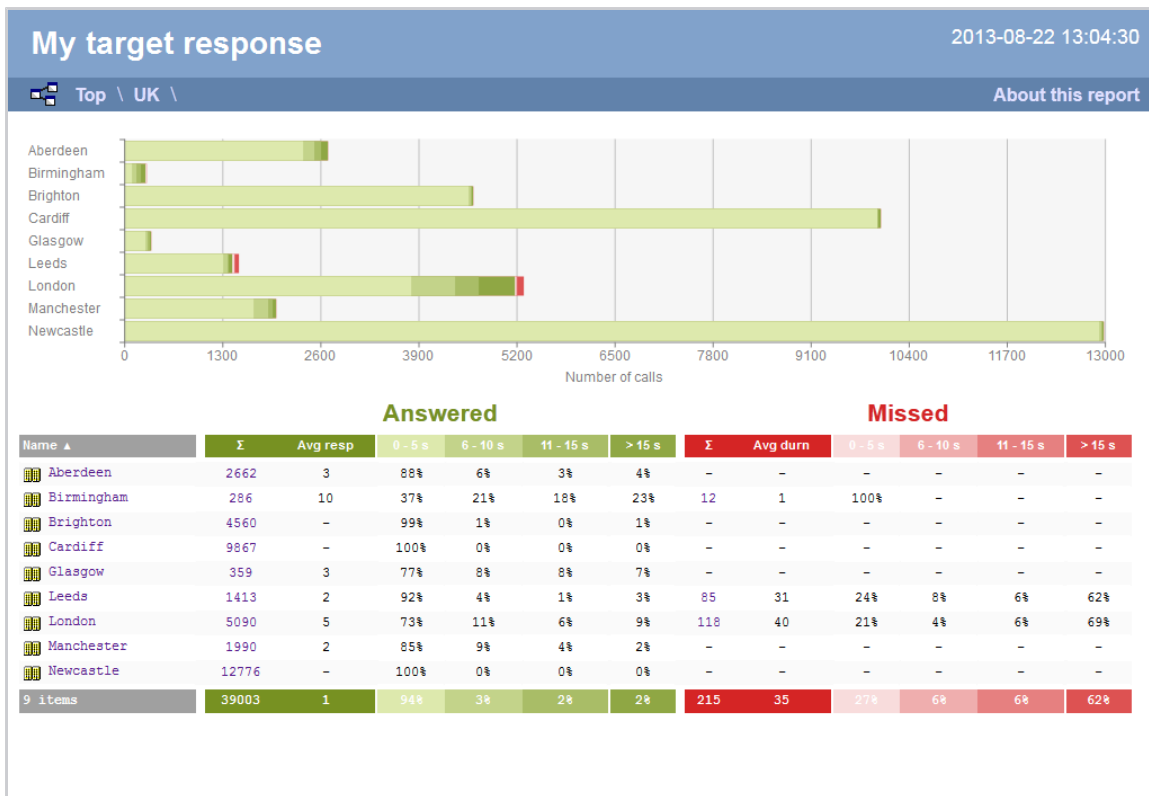 My target response 2013-08-22 13:04:30
Top \ UK \ About this report
Aberdeen
Birmingham
Brighton
Cardiff
Glasgow
Leeds
London
Manchester
Newcastle
0 1300 2600 3900 5200 6500 7800 9100 10400 11700 13000
Number of calls
Answered Missed
Name ▲ Σ Avg resp 0 - 5 s 6 - 10 s 11 - 15 s > 15 s Σ Avg durn 0 - 5 s 6 - 10 s 11 - 15 s > 15 s
Aberdeen 2662 3 88% 6% 3% 4% – – – – – –
Birmingham 286 10 37% 21% 18% 23% 12 1 100% – – –
Brighton 4560 – 99% 1% 0% 1% – – – – – –
Cardiff 9867 – 100% 0% 0% 0% – – – – – –
Glasgow 359 3 77% 8% 8% 7% – – – – – –
Leeds 1413 2 92% 4% 1% 3% 85 31 24% 8% 6% 62%
London 5090 5 73% 11% 6% 9% 118 40 21% 4% 6% 69%
Manchester 1990 2 85% 9% 4% 2% – – – – – –
Newcastle 12776 – 100% 0% 0% 0% – – – – – –
9 items 39003 1 94% 3% 2% 2% 215 35 27% 6% 6% 62%